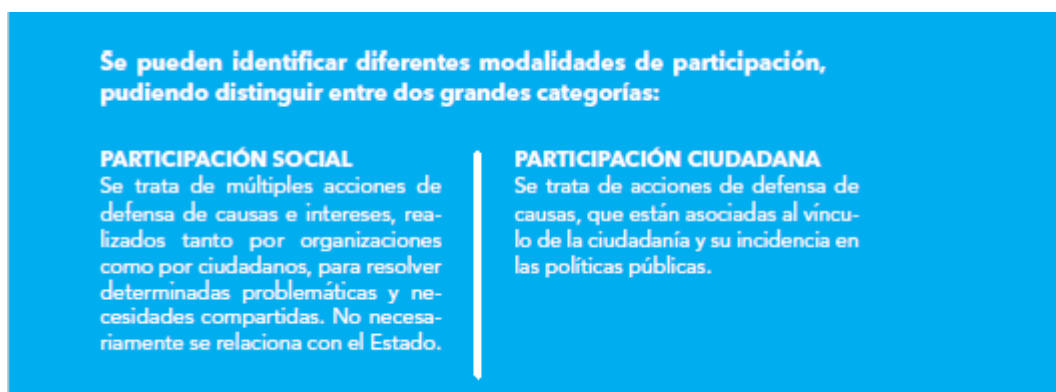 Se pueden identificar diferentes modalidades de participación,
pudiendo distinguir entre dos grandes categorías:
PARTICIPACIÓN SOCIAL
Se trata de múltiples acciones de
defensa de causas e intereses, rea-
lizados tanto por organizaciones
como por ciudadanos, para resolver
determinadas problemáticas y ne-
cesidades compartidas. No necesa-
riamente se relaciona con el Estado.
PARTICIPACIÓN CIUDADANA
Se trata de acciones de defensa de
causas, que están asociadas al víncu-
lo de la ciudadanía y su incidencia en
las políticas públicas.